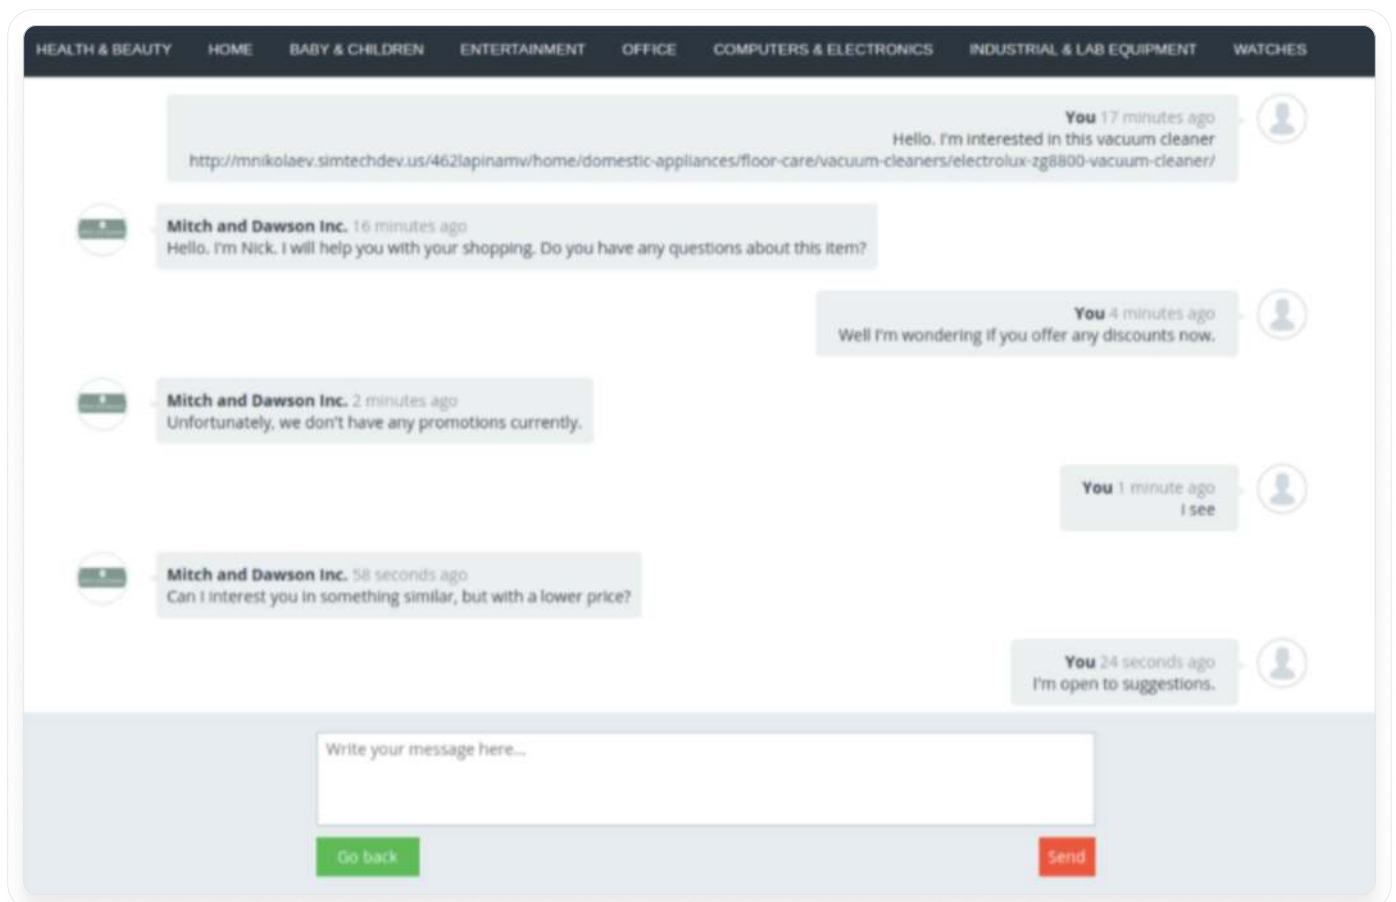 HEALTH & BEAUTY HOME BABY & CHILDREN ENTERTAINMENT OFFICE COMPUTERS & ELECTRONICS INDUSTRIAL & LAB EQUIPMENT WATCHES
You 17 minutes ago
Hello. I'm interested in this vacuum cleaner
http://mnikolaev.simtechdev.us/462lapinamv/home/domestic-appliances/floor-care/vacuum-cleaners/electrolux-zg8800-vacuum-cleaner/
Mitch and Dawson Inc. 16 minutes ago
Hello. I'm Nick. I will help you with your shopping. Do you have any questions about this item?
You 4 minutes ago
Well I'm wondering if you offer any discounts now.
Mitch and Dawson Inc. 2 minutes ago
Unfortunately, we don't have any promotions currently.
You 1 minute ago
I see
Mitch and Dawson Inc. 58 seconds ago
Can I interest you in something similar, but with a lower price?
You 24 seconds ago
I'm open to suggestions.
Write your message here...
Go back Send